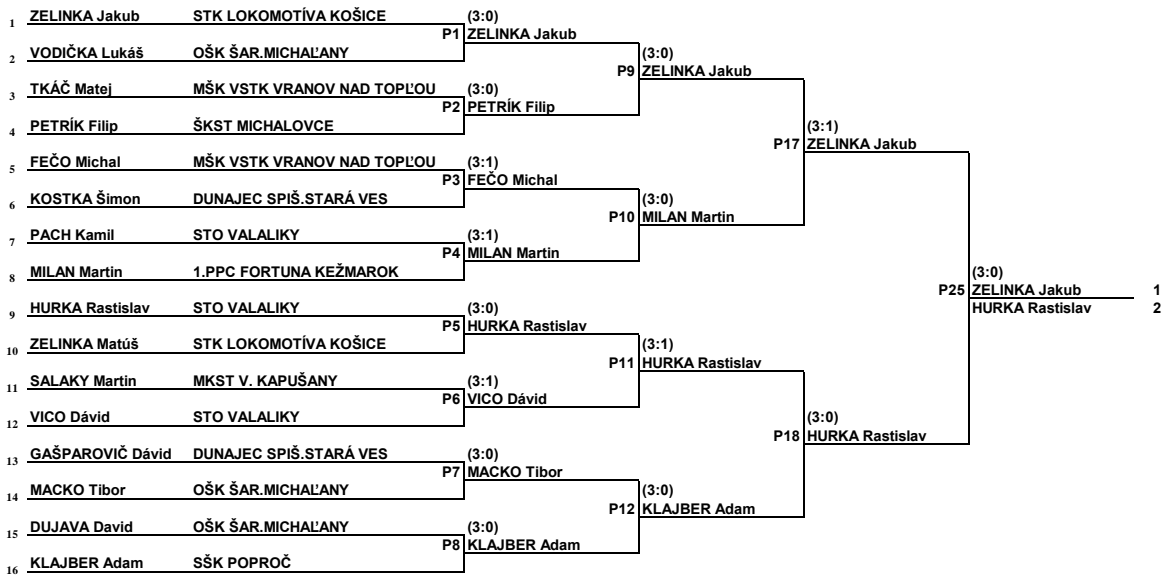 1 ZELINKA Jakub STK LOKOMOTÍVA KOŠICE (3:0)
P1 ZELINKA Jakub
2 VODIČKA Lukáš OŠK ŠAR.MICHAĽANY (3:0)
P9 ZELINKA Jakub
3 TKÁČ Matej MŠK VSTK VRANOV NAD TOPĽOU (3:0)
P2 PETRÍK Filip
4 PETRÍK Filip ŠKST MICHALOVCE (3:1)
P17 ZELINKA Jakub
5 FEČO Michal MŠK VSTK VRANOV NAD TOPĽOU (3:1)
P3 FEČO Michal
6 KOSTKA Šimon DUNAJEC SPIŠ.STARÁ VES (3:0)
P10 MILAN Martin
7 PACH Kamil STO VALALIKY (3:1)
P4 MILAN Martin
8 MILAN Martin 1.PPC FORTUNA KEŽMAROK (3:0)
P25 ZELINKA Jakub 1
9 HURKA Rastislav STO VALALIKY (3:0) HURKA Rastislav 2
P5 HURKA Rastislav
10 ZELINKA Matúš STK LOKOMOTÍVA KOŠICE (3:1)
P11 HURKA Rastislav
11 SALAKY Martin MKST V. KAPUŠANY (3:1)
P6 VICO Dávid
12 VICO Dávid STO VALALIKY (3:0)
P18 HURKA Rastislav
13 GAŠPAROVIČ Dávid DUNAJEC SPIŠ.STARÁ VES (3:0)
P7 MACKO Tibor
14 MACKO Tibor OŠK ŠAR.MICHAĽANY (3:0)
P12 KLAJBER Adam
15 DUJAVA David OŠK ŠAR.MICHAĽANY (3:0)
P8 KLAJBER Adam
16 KLAJBER Adam SŠK POPROČ